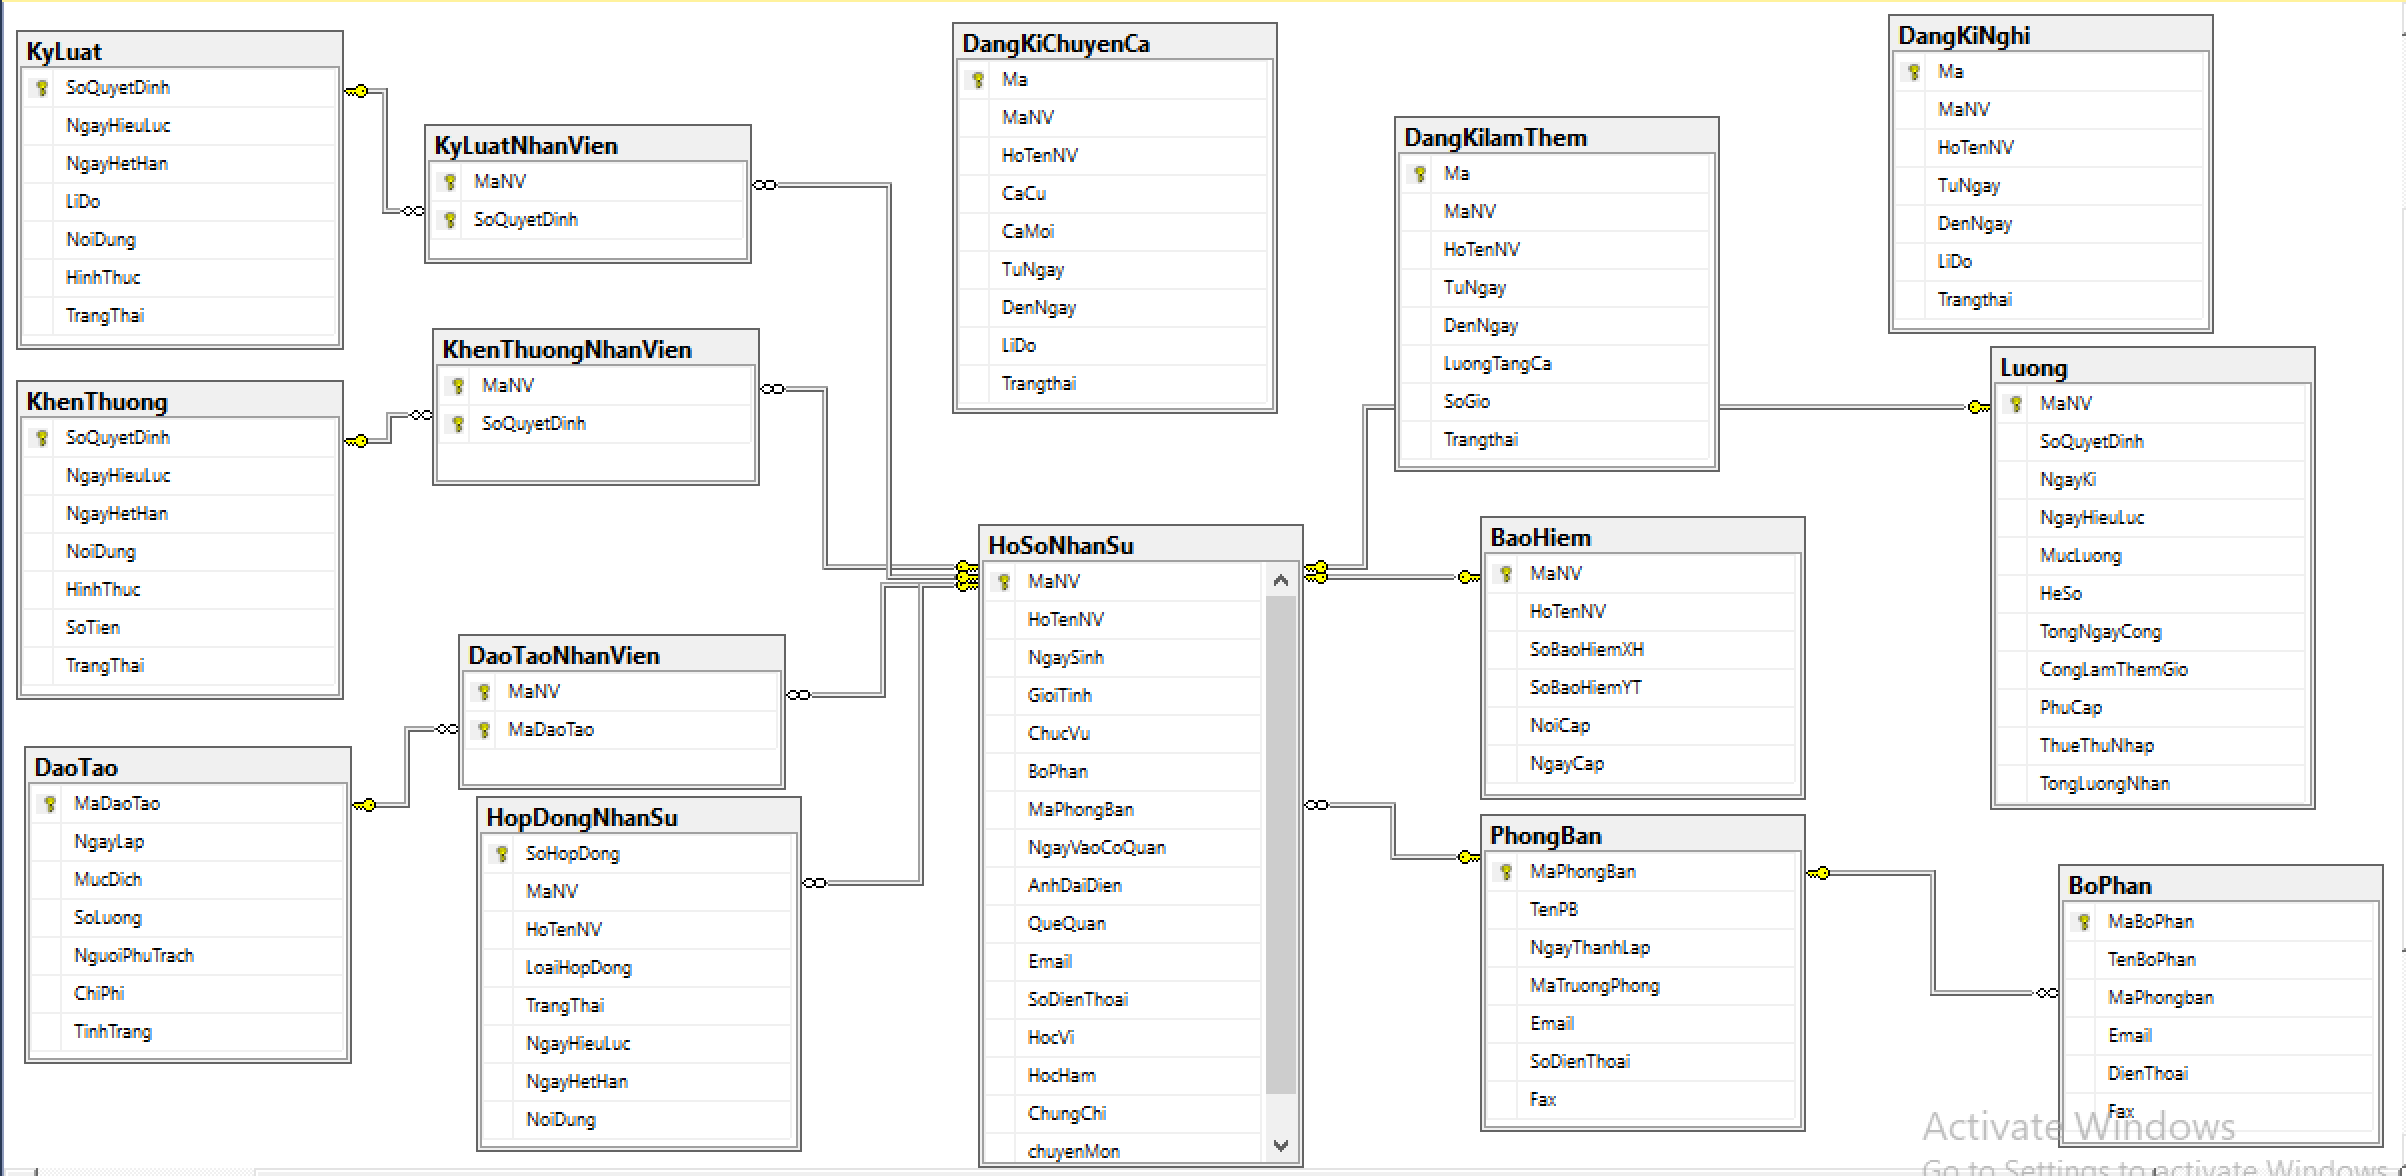 KyLuat
SoQuyetDinh
NgayHieuLuc
NgayHetHan
LiDo
NoiDung
HinhThuc
TrangThai
KyLuatNhanVien
MaNV
SoQuyetDinh
KhenThuong
SoQuyetDinh
NgayHieuLuc
NgayHetHan
NoiDung
HinhThuc
SoTien
TrangThai
KhenThuongNhanVien
MaNV
SoQuyetDinh
DaoTao
MaDaoTao
NgayLap
MucDich
SoLuong
NguoiPhuTrach
ChiPhi
TinhTrang
DaoTaoNhanVien
MaNV
MaDaoTao
HopDongNhanSu
SoHopDong
MaNV
HoTenNV
LoaiHopDong
TrangThai
NgayHieuLuc
NgayHetHan
NoiDung
DangKiChuyenCa
Ma
MaNV
HoTenNV
CaCu
CaMoi
TuNgay
DenNgay
LiDo
Trangthai
HoSoNhanSu
MaNV
HoTenNV
NgaySinh
GioiTinh
ChucVu
BoPhan
MaPhongBan
NgayVaoCoQuan
AnhDaiDien
QueQuan
Email
SoDienThoai
HocVi
HocHam
ChungChi
chuyenMon
DangKilamThem
Ma
MaNV
HoTenNV
TuNgay
DenNgay
LuongTangCa
SoGio
Trangthai
BaoHiem
MaNV
HoTenNV
SoBaoHiemXH
SoBaoHiemYT
NoiCap
NgayCap
PhongBan
MaPhongBan
TenPB
NgayThanhLap
MaTruongPhong
Email
SoDienThoai
Fax
DangKiNghi
Ma
MaNV
HoTenNV
TuNgay
DenNgay
LiDo
Trangthai
Luong
MaNV
SoQuyetDinh
NgayKi
NgayHieuLuc
MucLuong
HeSo
TongNgayCong
CongLamThemGio
PhuCap
ThueThuNhap
TongLuongNhan
BoPhan
MaBoPhan
TenBoPhan
MaPhongban
Email
DienThoai
Fax
Activate Windows
Go to Settings to activate Windows